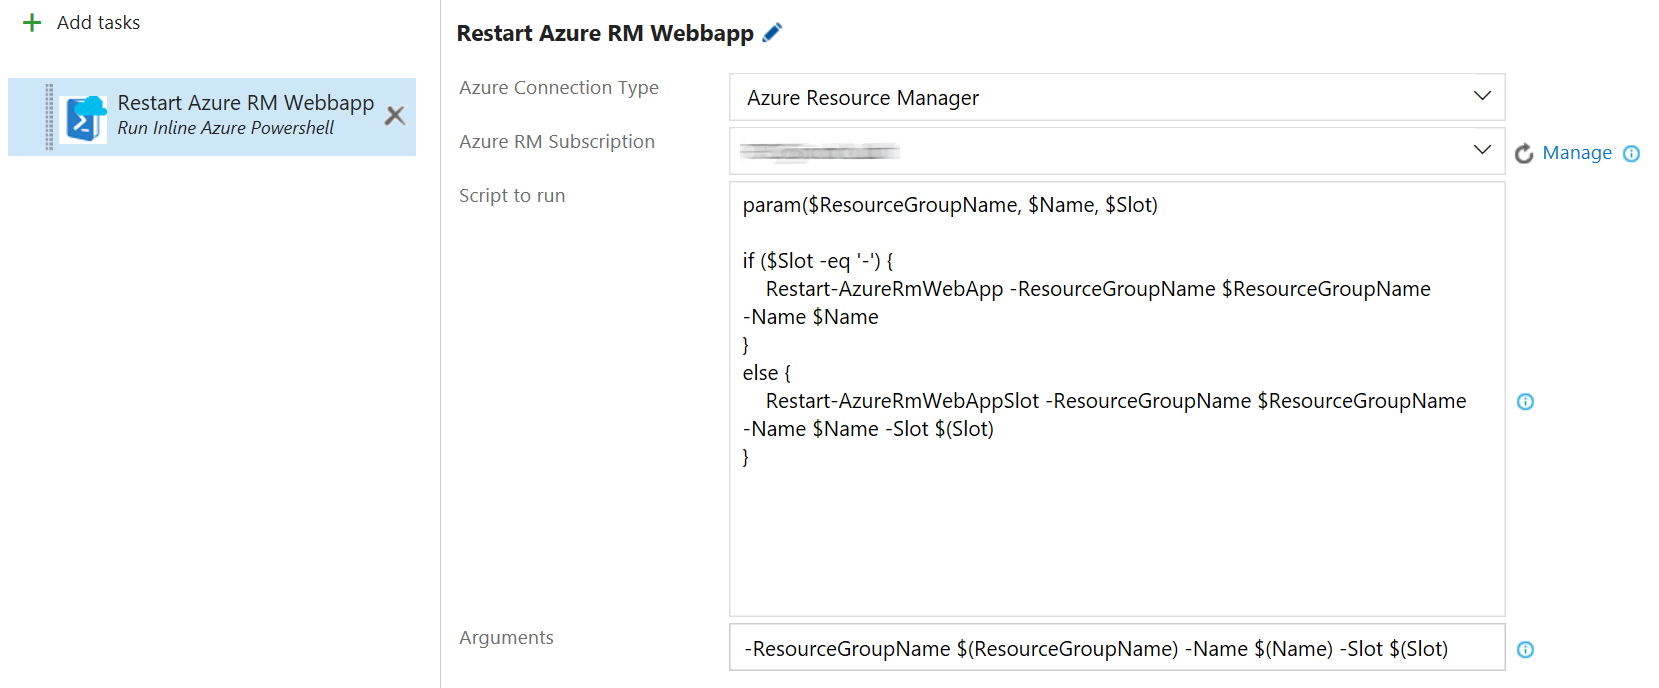 Add tasks
Restart Azure RM Webbapp
Run Inline Azure Powershell
Restart Azure RM Webbapp
Azure Connection Type
Azure Resource Manager
Azure RM Subscription
Manage
Script to run
param($ResourceGroupName, $Name, $Slot)
if ($Slot -eq '-') {
Restart-AzureRmWebApp -ResourceGroupName $ResourceGroupName
-Name $Name
}
else {
Restart-AzureRmWebAppSlot -ResourceGroupName $ResourceGroupName
-Name $Name -Slot $(Slot)
}
Arguments
-ResourceGroupName $(ResourceGroupName) -Name $(Name) -Slot $(Slot)